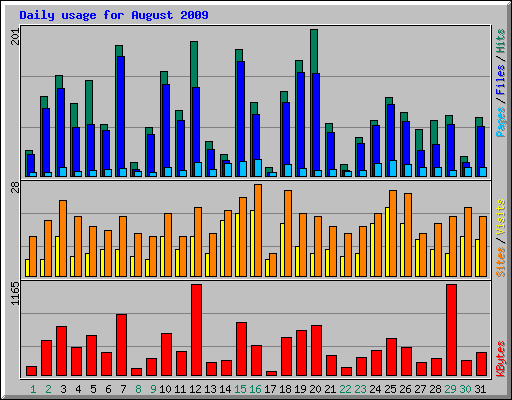 Daily usage for August 2009
201
Pages / Files / Hits
28
Sites / Visits
1165
KBytes
1 2 3 4 5 6 7 8 9 10 11 12 13 14 15 16 17 18 19 20 21 22 23 24 25 26 27 28 29 30 31